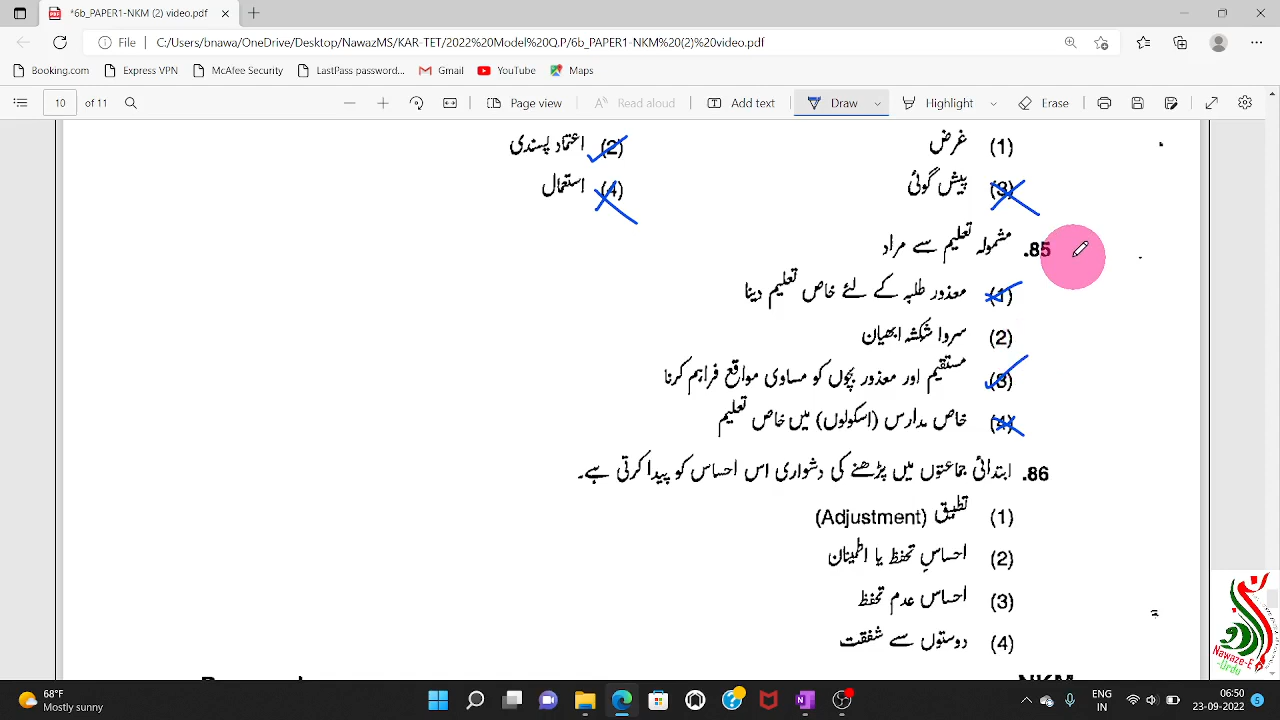 *6b_PAPER1-NKM (2) video.pdf
File C:/Users/bnawa/OneDrive/Desktop/NawazMS/KAR-TET/2022%20Model%20Q.P/6b_PAPER1-NKM%20(2)%20video.pdf
Booking.com Express VPN McAfee Security LastPass password... Gmail YouTube Maps
10 of 11 Page view Read aloud Add text Draw Highlight Erase
(1) غرض (2) اعتماد پسندی
(3) پیش گوئی (4) استعمال
85. مشمولہ تعلیم سے مراد
(1) معذور طلبہ کے لئے خاص تعلیم دینا
(2) سروا شکشہ ابھیان
(3) مستقیم اور معذور بچوں کو مساوی مواقع فراہم کرنا
(4) خاص مدارس (اسکولوں) میں خاص تعلیم
86. ابتدائی جماعتوں میں پڑھنے کی دشواری اس احساس کو پیدا کرتی ہے۔
(1) تطبیق (Adjustment)
(2) احساسِ تحفظ یا اطمینان
(3) احساس عدم تحفظ
(4) دوستوں سے شفقت
Nawaz-E-Urdu
68°F
Mostly sunny
ENG
IN
06:50
23-09-2022
5